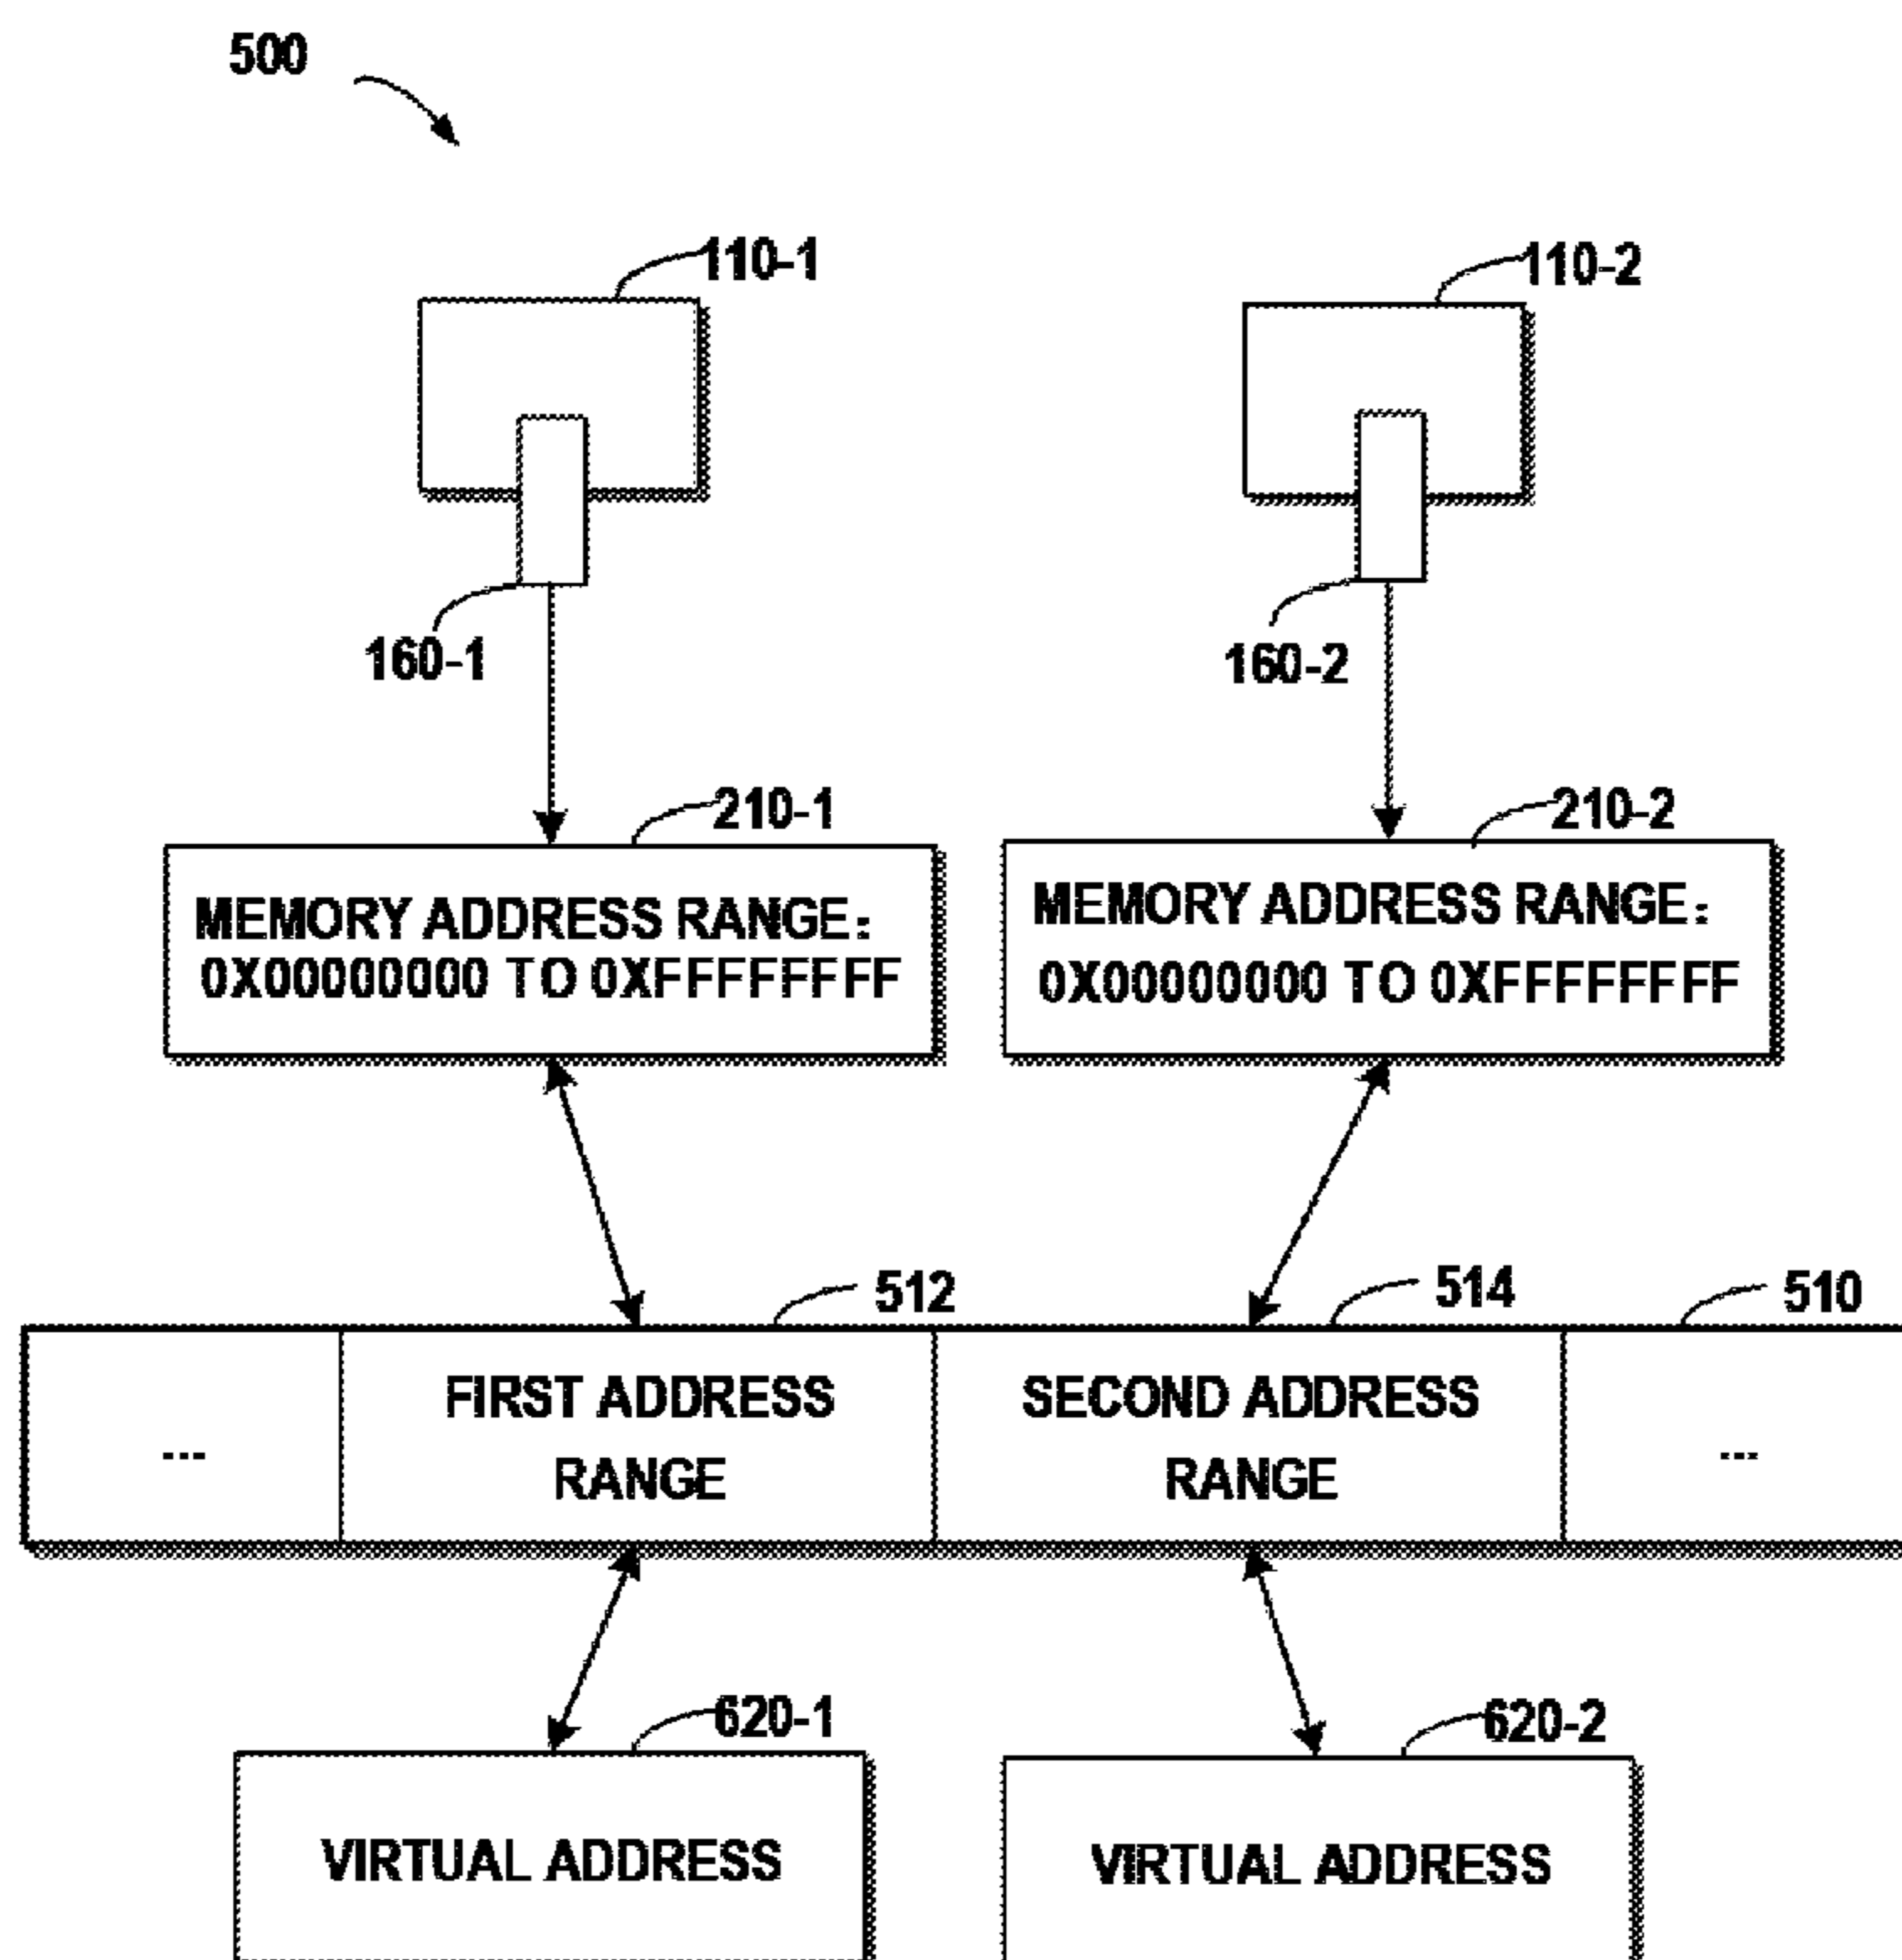 500
110-1
110-2
160-1
160-2
210-1
210-2
MEMORY ADDRESS RANGE:
0X00000000 TO 0XFFFFFFFF
MEMORY ADDRESS RANGE:
0X00000000 TO 0XFFFFFFFF
512
514
510
...
FIRST ADDRESS
RANGE
SECOND ADDRESS
RANGE
...
620-1
620-2
VIRTUAL ADDRESS
VIRTUAL ADDRESS